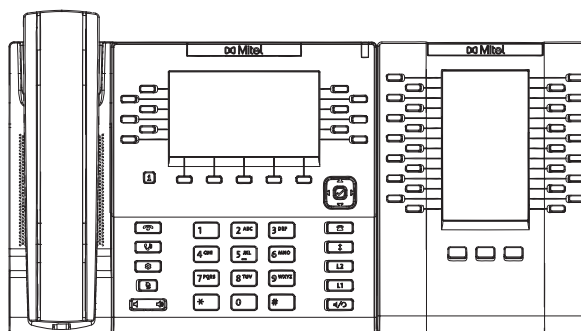 Mitel
Mitel
1
2 ABC
3 DEF
4 GHI
5 JKL
6 MNO
L2
7 PQRS
8 TUV
9 WXYZ
L1
*
0
#